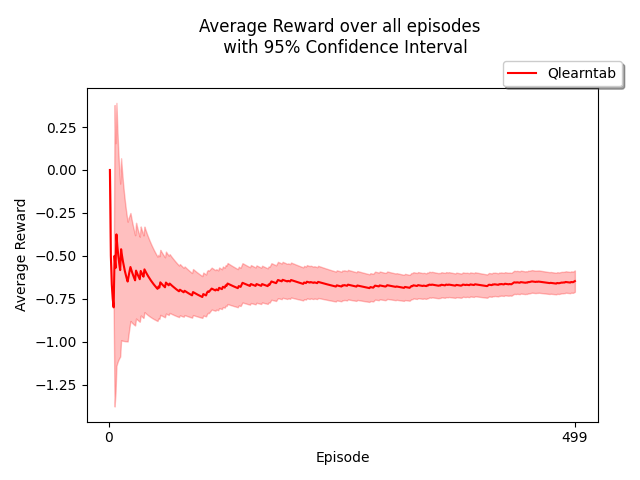 Average Reward over all episodes
with 95% Confidence Interval
Qlearntab
0.25
0.00
−0.25
−0.50
−0.75
−1.00
−1.25
Average Reward
0 499
Episode